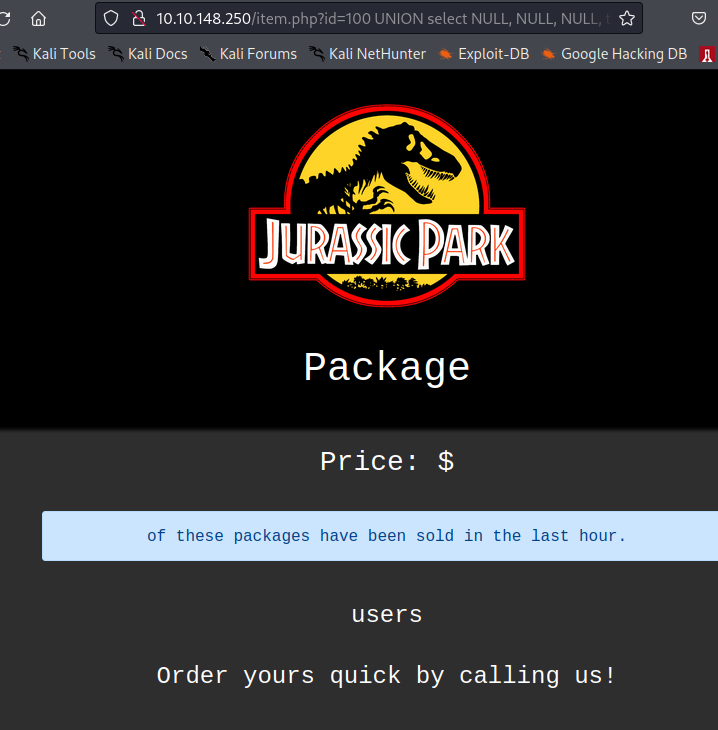 10.10.148.250/item.php?id=100 UNION select NULL, NULL, NULL,
Kali Tools Kali Docs Kali Forums Kali NetHunter Exploit-DB Google Hacking DB
JURASSIC PARK
Package
Price: $
of these packages have been sold in the last hour.
users
Order yours quick by calling us!